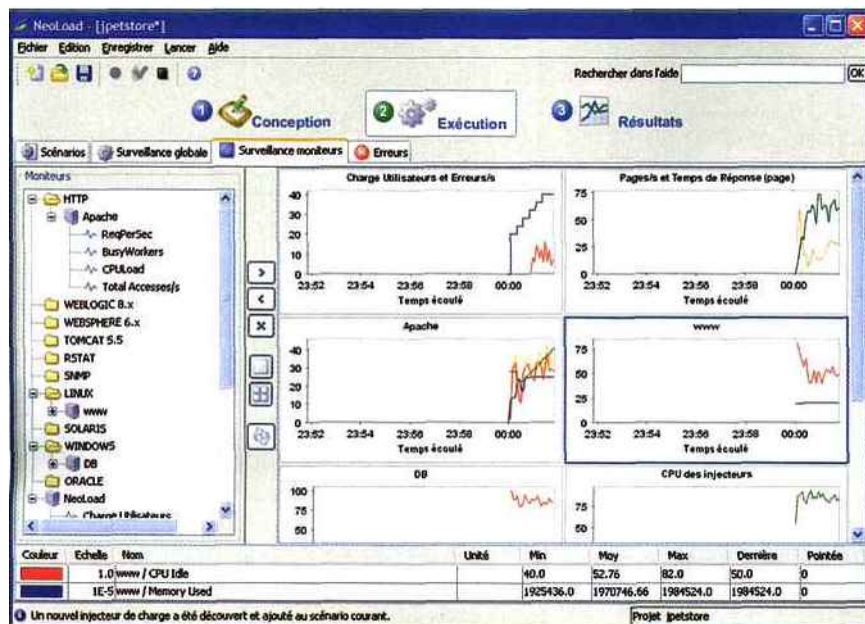 NeoLoad - [jpetstore*]
Fichier Edition Enregistrer Lancer Aide
Rechercher dans l'aide OK
1 Conception 2 Exécution 3 Résultats
Scénarios Surveillance globale Surveillance moniteurs Erreurs
Moniteurs
HTTP
Apache
ReqPerSec
BusyWorkers
CPULoad
Total Accesses/s
WEBLOGIC 8.x
WEBSPHERE 6.x
TOMCAT 5.5
RSTAT
SNMP
LINUX
www
SOLARIS
WINDOWS
DB
ORACLE
NeoLoad
Charge Utilisateurs
Charge Utilisateurs et Erreurs/s
40
30
20
10
0
23:52 23:54 23:56 23:58 00:00
Temps écoulé
Pages/s et Temps de Réponse (page)
75
50
25
0
23:52 23:54 23:56 23:58 00:00
Temps écoulé
Apache
40
30
20
10
0
23:52 23:54 23:56 23:58 00:00
Temps écoulé
www
75
50
25
0
23:52 23:54 23:56 23:58 00:00
Temps écoulé
DB
100
75
50
CPU des injecteurs
75
50
Couleur Echelle Nom Unité Min Moy Max Dernière Pointée
1.0 www / CPU Idle 40.0 52.76 82.0 50.0 0
1E-5 www / Memory Used 1925436.0 1970746.66 1984524.0 1984524.0 0
Un nouvel injecteur de charge a été découvert et ajouté au scénario courant. Projet jpetstore